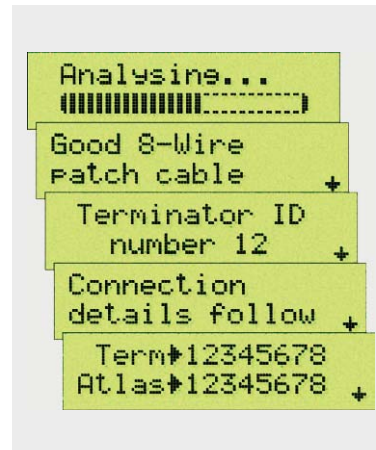 Analysing...
Good 8-Wire
patch cable
Terminator ID
number 12
Connection
details follow
Term➧12345678
Atlas➧12345678